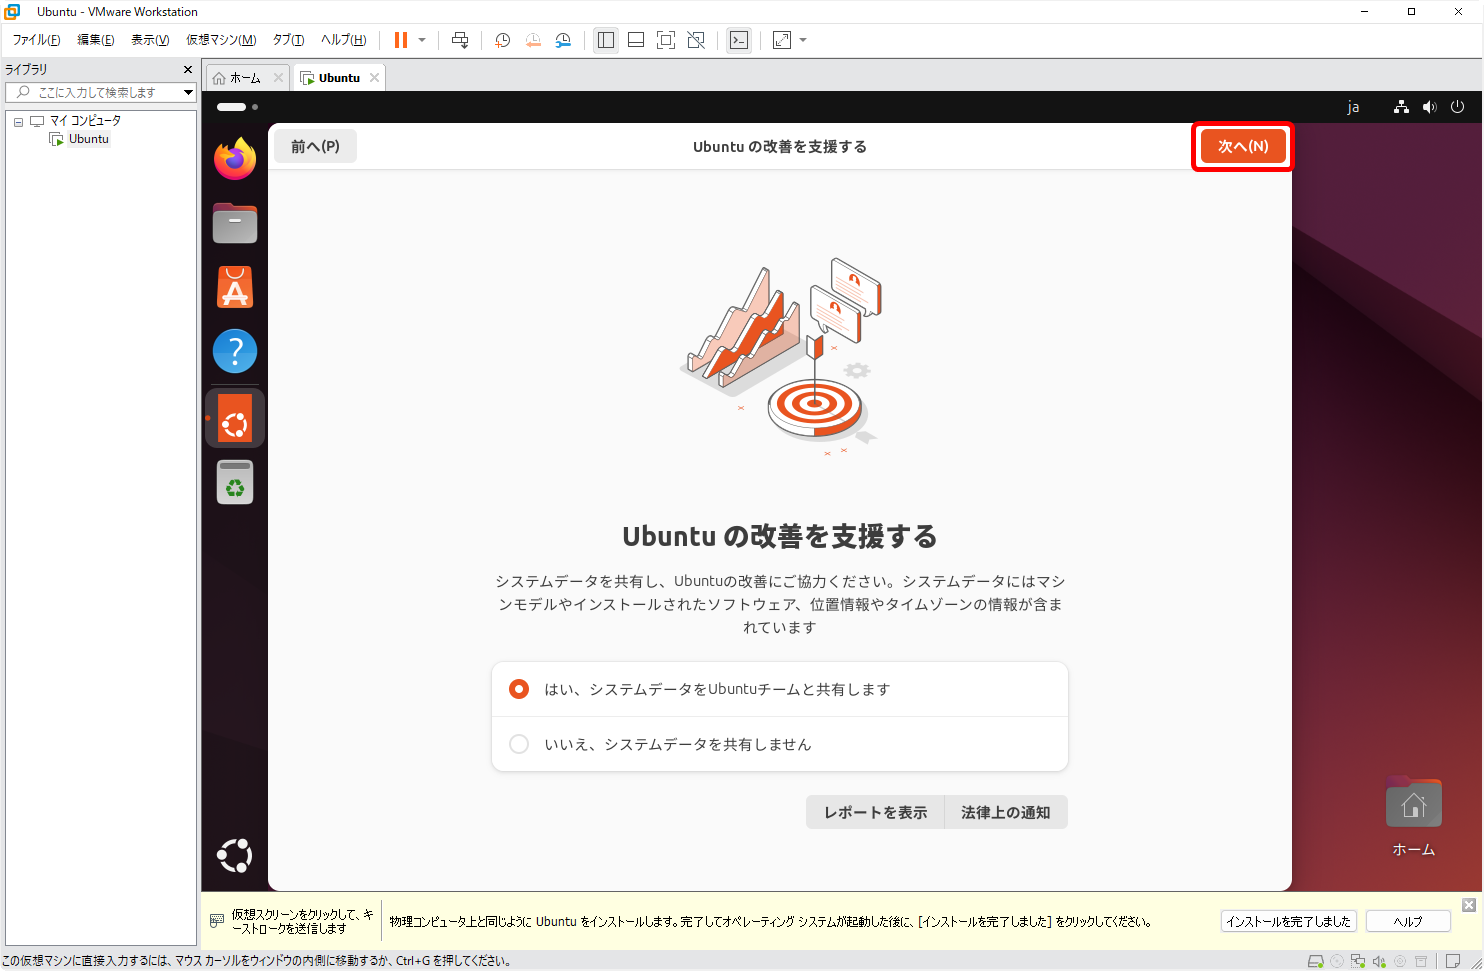 Ubuntu - VMware Workstation
ファイル(F) 編集(E) 表示(V) 仮想マシン(M) タブ(T) ヘルプ(H)
ライブラリ
ホーム
Ubuntu
ここに入力して検索します
マイ コンピュータ
Ubuntu
ja
前へ(P)
Ubuntu の改善を支援する
次へ(N)
Ubuntu の改善を支援する
システムデータを共有し、Ubuntuの改善にご協力ください。システムデータにはマシ
ンモデルやインストールされたソフトウェア、位置情報やタイムゾーンの情報が含ま
れています
はい、システムデータをUbuntuチームと共有します
いいえ、システムデータを共有しません
レポートを表示
法律上の通知
ホーム
仮想スクリーンをクリックして、キ
ーストロークを送信します
物理コンピュータ上と同じように Ubuntu をインストールします。完了してオペレーティング システムが起動した後に、[インストールを完了しました] をクリックしてください。
インストールを完了しました
ヘルプ
この仮想マシンに直接入力するには、マウス カーソルをウィンドウの内側に移動するか、Ctrl+G を押してください。